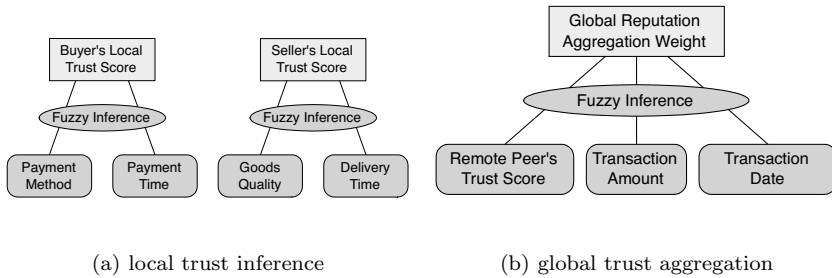 Buyer's Local
Trust Score
Fuzzy Inference
Payment
Method
Payment
Time
Seller's Local
Trust Score
Fuzzy Inference
Goods
Quality
Delivery
Time
(a) local trust inference
Global Reputation
Aggregation Weight
Fuzzy Inference
Remote Peer's
Trust Score
Transaction
Amount
Transaction
Date
(b) global trust aggregation